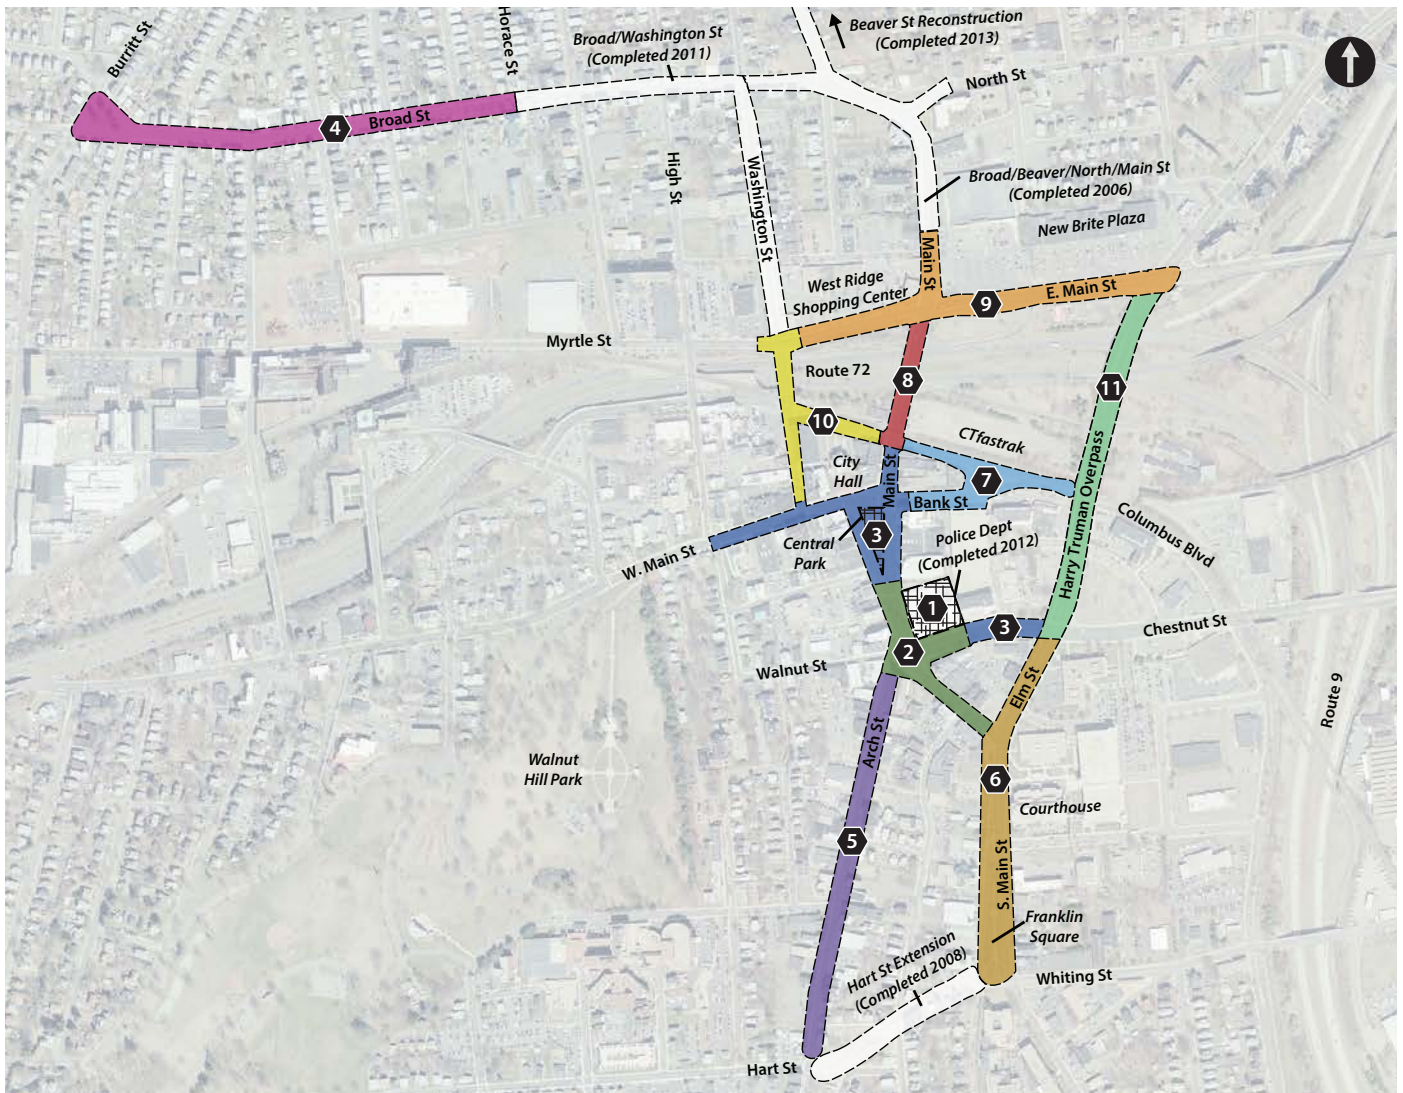 Burritt St
Horace St
Broad/Washington St
(Completed 2011)
Beaver St Reconstruction
(Completed 2013)
North St
4
Broad St
High St
Washington St
Broad/Beaver/North/Main St
(Completed 2006)
New Brite Plaza
Main St
West Ridge
Shopping Center
9
E. Main St
Myrtle St
Route 72
8
11
10
CTfastrak
City
Hall
Main St
7
Bank St
Harry Truman Overpass
Columbus Blvd
3
Central
Park
Police Dept
(Completed 2012)
W. Main St
1
3
Chestnut St
2
Walnut St
Elm St
Route 9
Arch St
Walnut
Hill Park
6
Courthouse
5
S. Main St
Franklin
Square
Hart St Extension
(Completed 2008)
Whiting St
Hart St